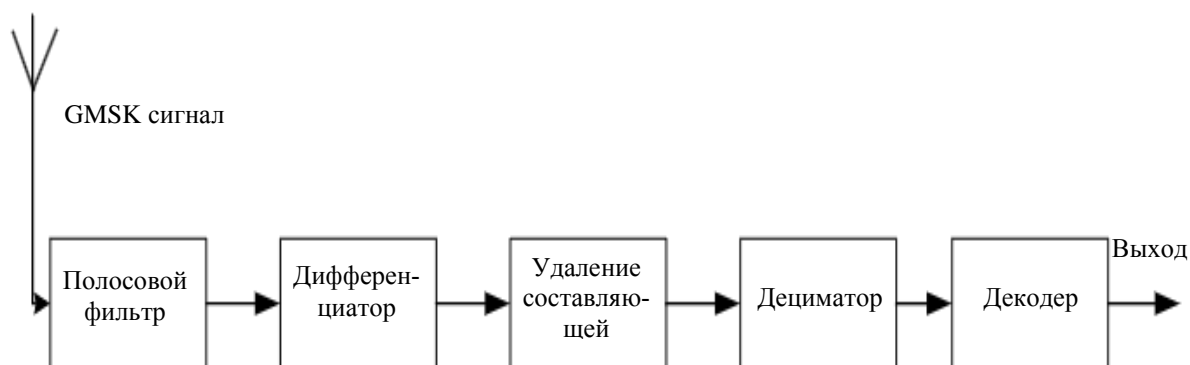 GMSK сигнал
Полосовой
фильтр
Дифферен-
циатор
Удаление
составляю-
щей
Дециматор
Декодер
Выход